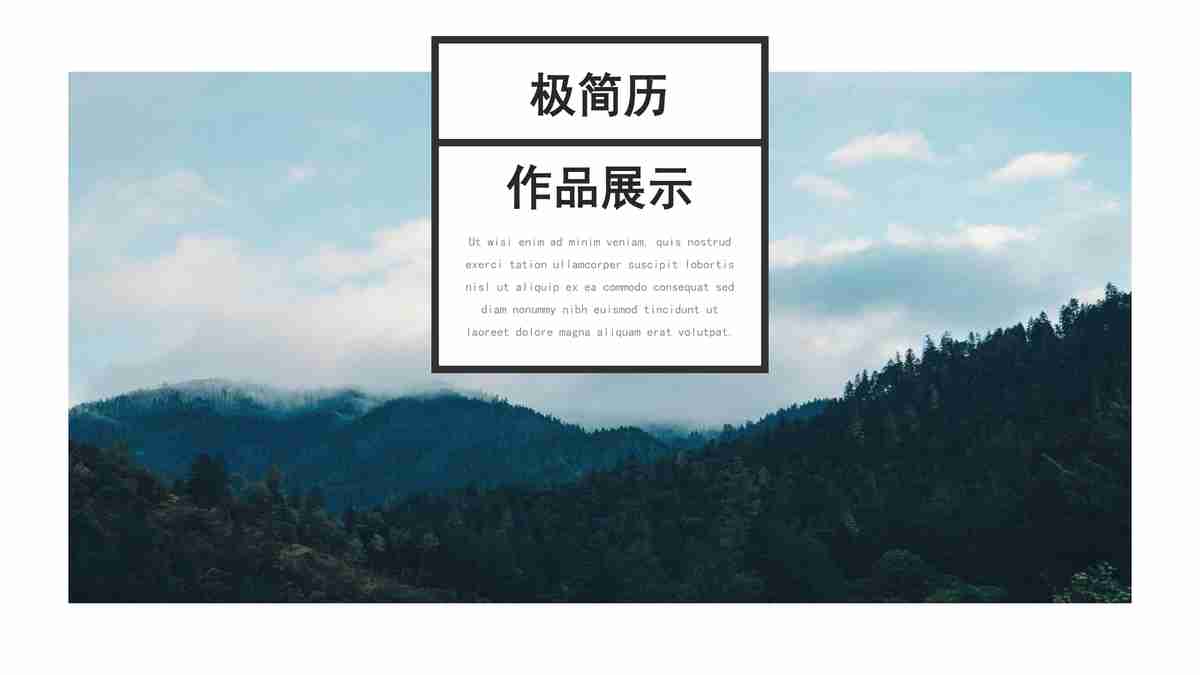 极简历
作品展示
Ut wisi enim ad minim veniam, quis nostrud
exerci tation ullamcorper suscipit lobortis
nisl ut aliquip ex ea commodo consequat sed
diam nonummy nibh euismod tincidunt ut
laoreet dolore magna aliquam erat volutpat.